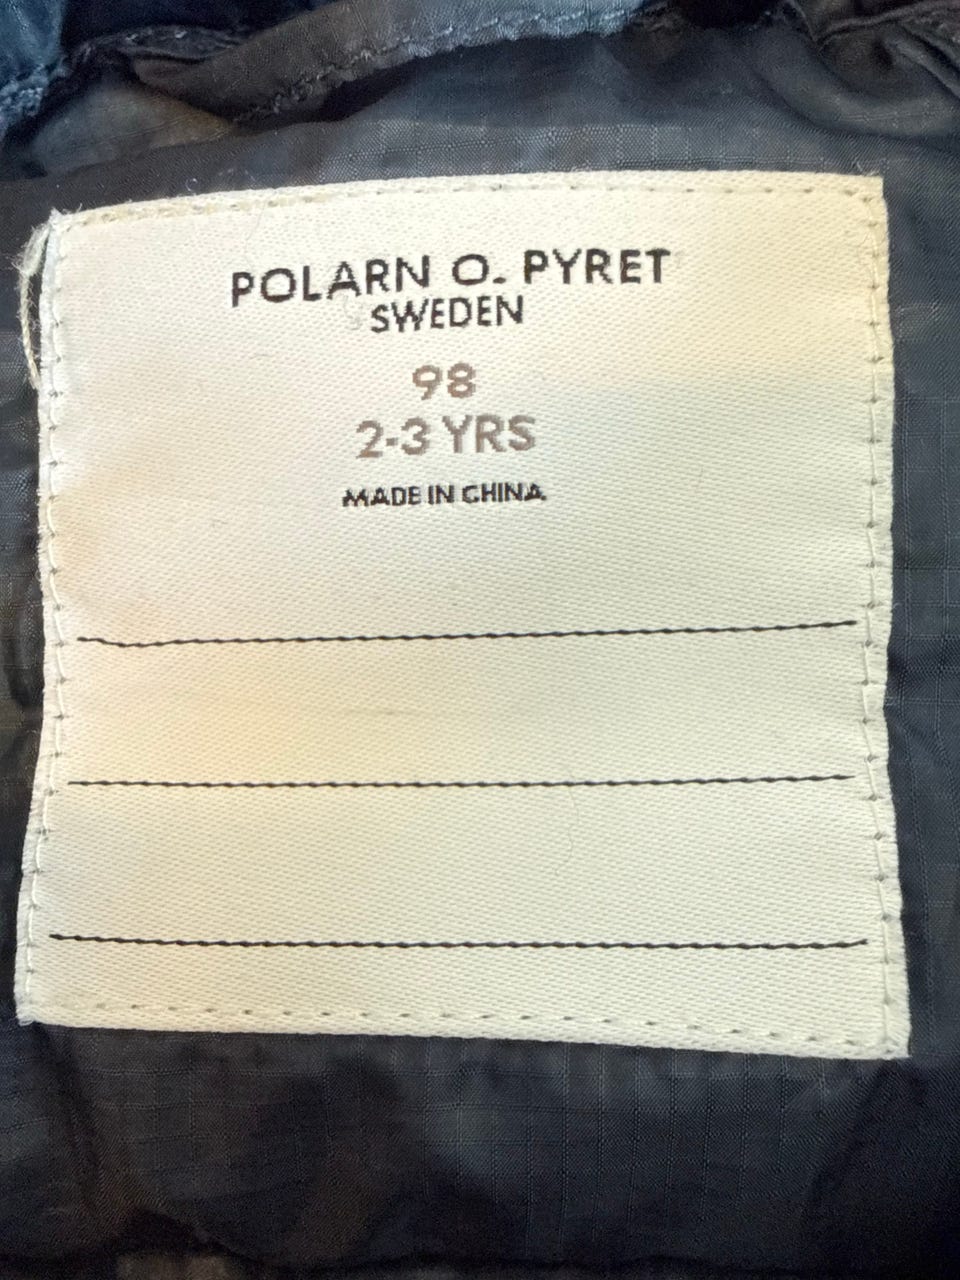 POLARN O. PYRET
SWEDEN
98
2-3 YRS
MADE IN CHINA